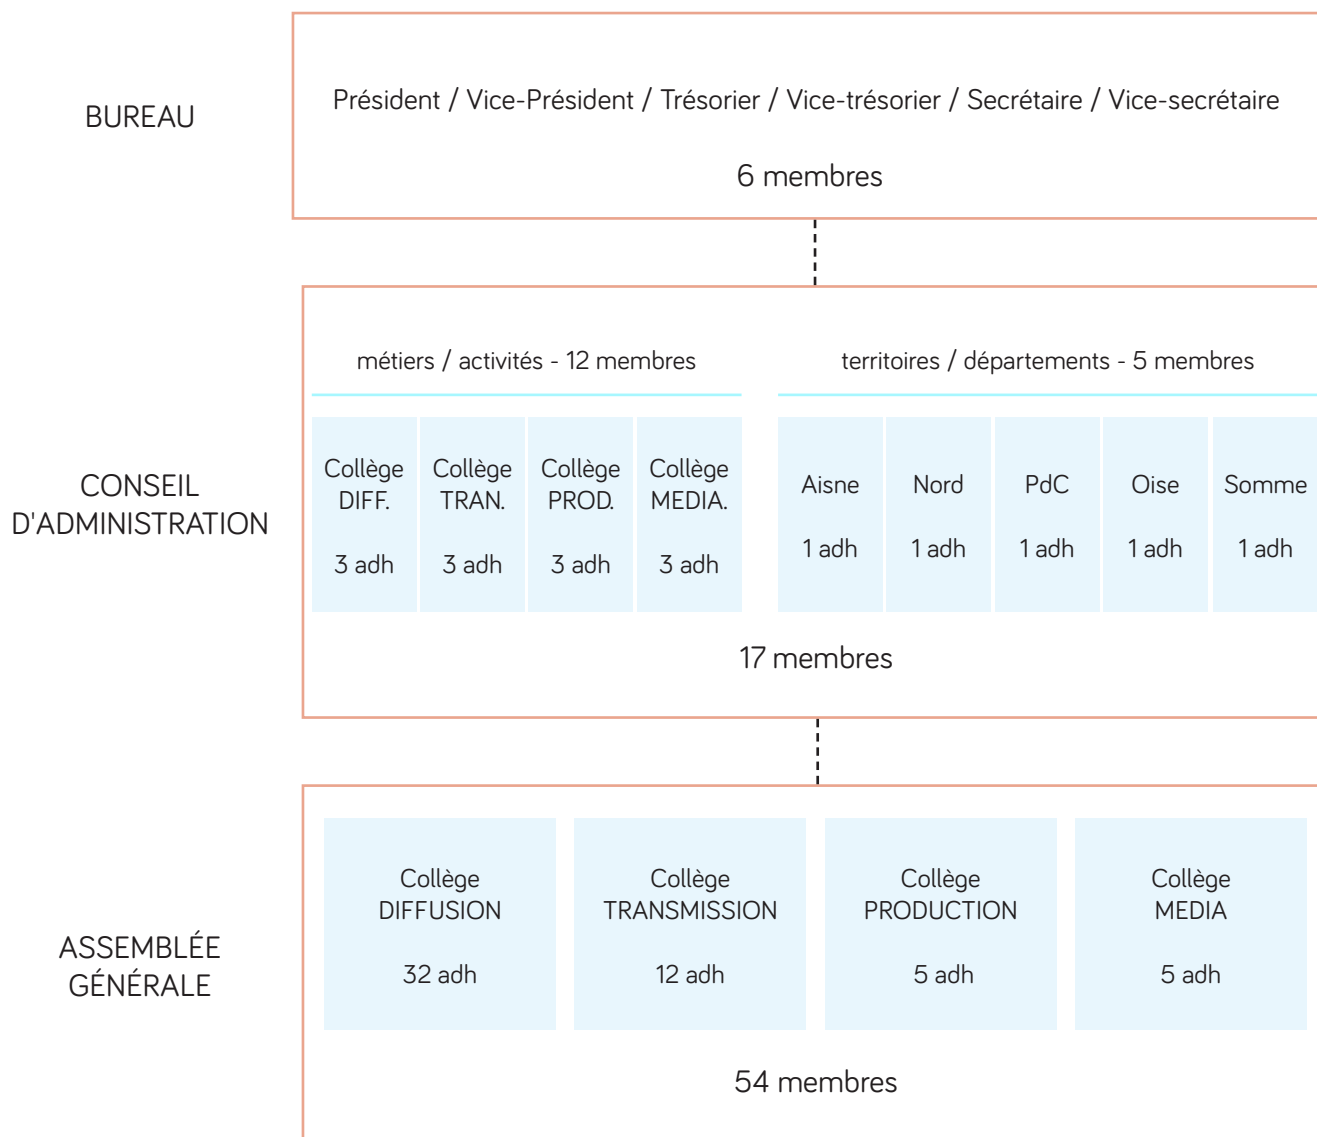 BUREAU
Président / Vice-Président / Trésorier / Vice-trésorier / Secrétaire / Vice-secrétaire
6 membres
CONSEIL
D'ADMINISTRATION
métiers / activités - 12 membres
Collège
DIFF.
3 adh
Collège
TRAN.
3 adh
Collège
PROD.
3 adh
Collège
MEDIA.
3 adh
territoires / départements - 5 membres
Aisne
1 adh
Nord
1 adh
PdC
1 adh
Oise
1 adh
Somme
1 adh
17 membres
ASSEMBLÉE
GÉNÉRALE
Collège
DIFFUSION
32 adh
Collège
TRANSMISSION
12 adh
Collège
PRODUCTION
5 adh
Collège
MEDIA
5 adh
54 membres